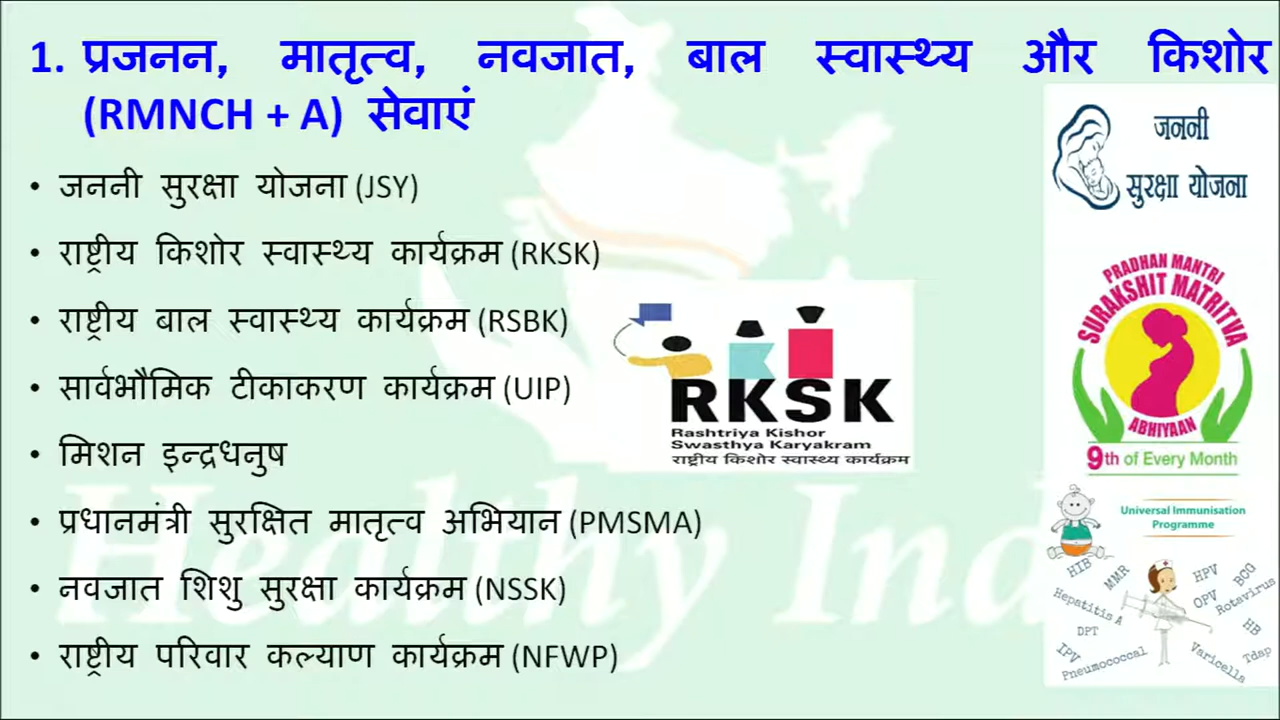 1. प्रजनन, मातृत्व, नवजात, बाल स्वास्थ्य और किशोर
(RMNCH + A) सेवाएं
• जननी सुरक्षा योजना (JSY)
• राष्ट्रीय किशोर स्वास्थ्य कार्यक्रम (RKSK)
• राष्ट्रीय बाल स्वास्थ्य कार्यक्रम (RSBK)
• सार्वभौमिक टीकाकरण कार्यक्रम (UIP)
• मिशन इन्द्रधनुष
• प्रधानमंत्री सुरक्षित मातृत्व अभियान (PMSMA)
• नवजात शिशु सुरक्षा कार्यक्रम (NSSK)
• राष्ट्रीय परिवार कल्याण कार्यक्रम (NFWP)
RKSK
Rashtriya Kishor
Swasthya Karyakram
राष्ट्रीय किशोर स्वास्थ्य कार्यक्रम
जननी
सुरक्षा योजना
PRADHAN MANTRI
SURAKSHIT MATRITVA
ABHIYAAN
9th of Every Month
Universal Immunisation
Programme
HIB
MMR
Hepatitis A
DPT
IPV
Pneumococcal
HPV
BCG
OPV
Rotavirus
HB
Varicella
Tdap
Healthy Ind